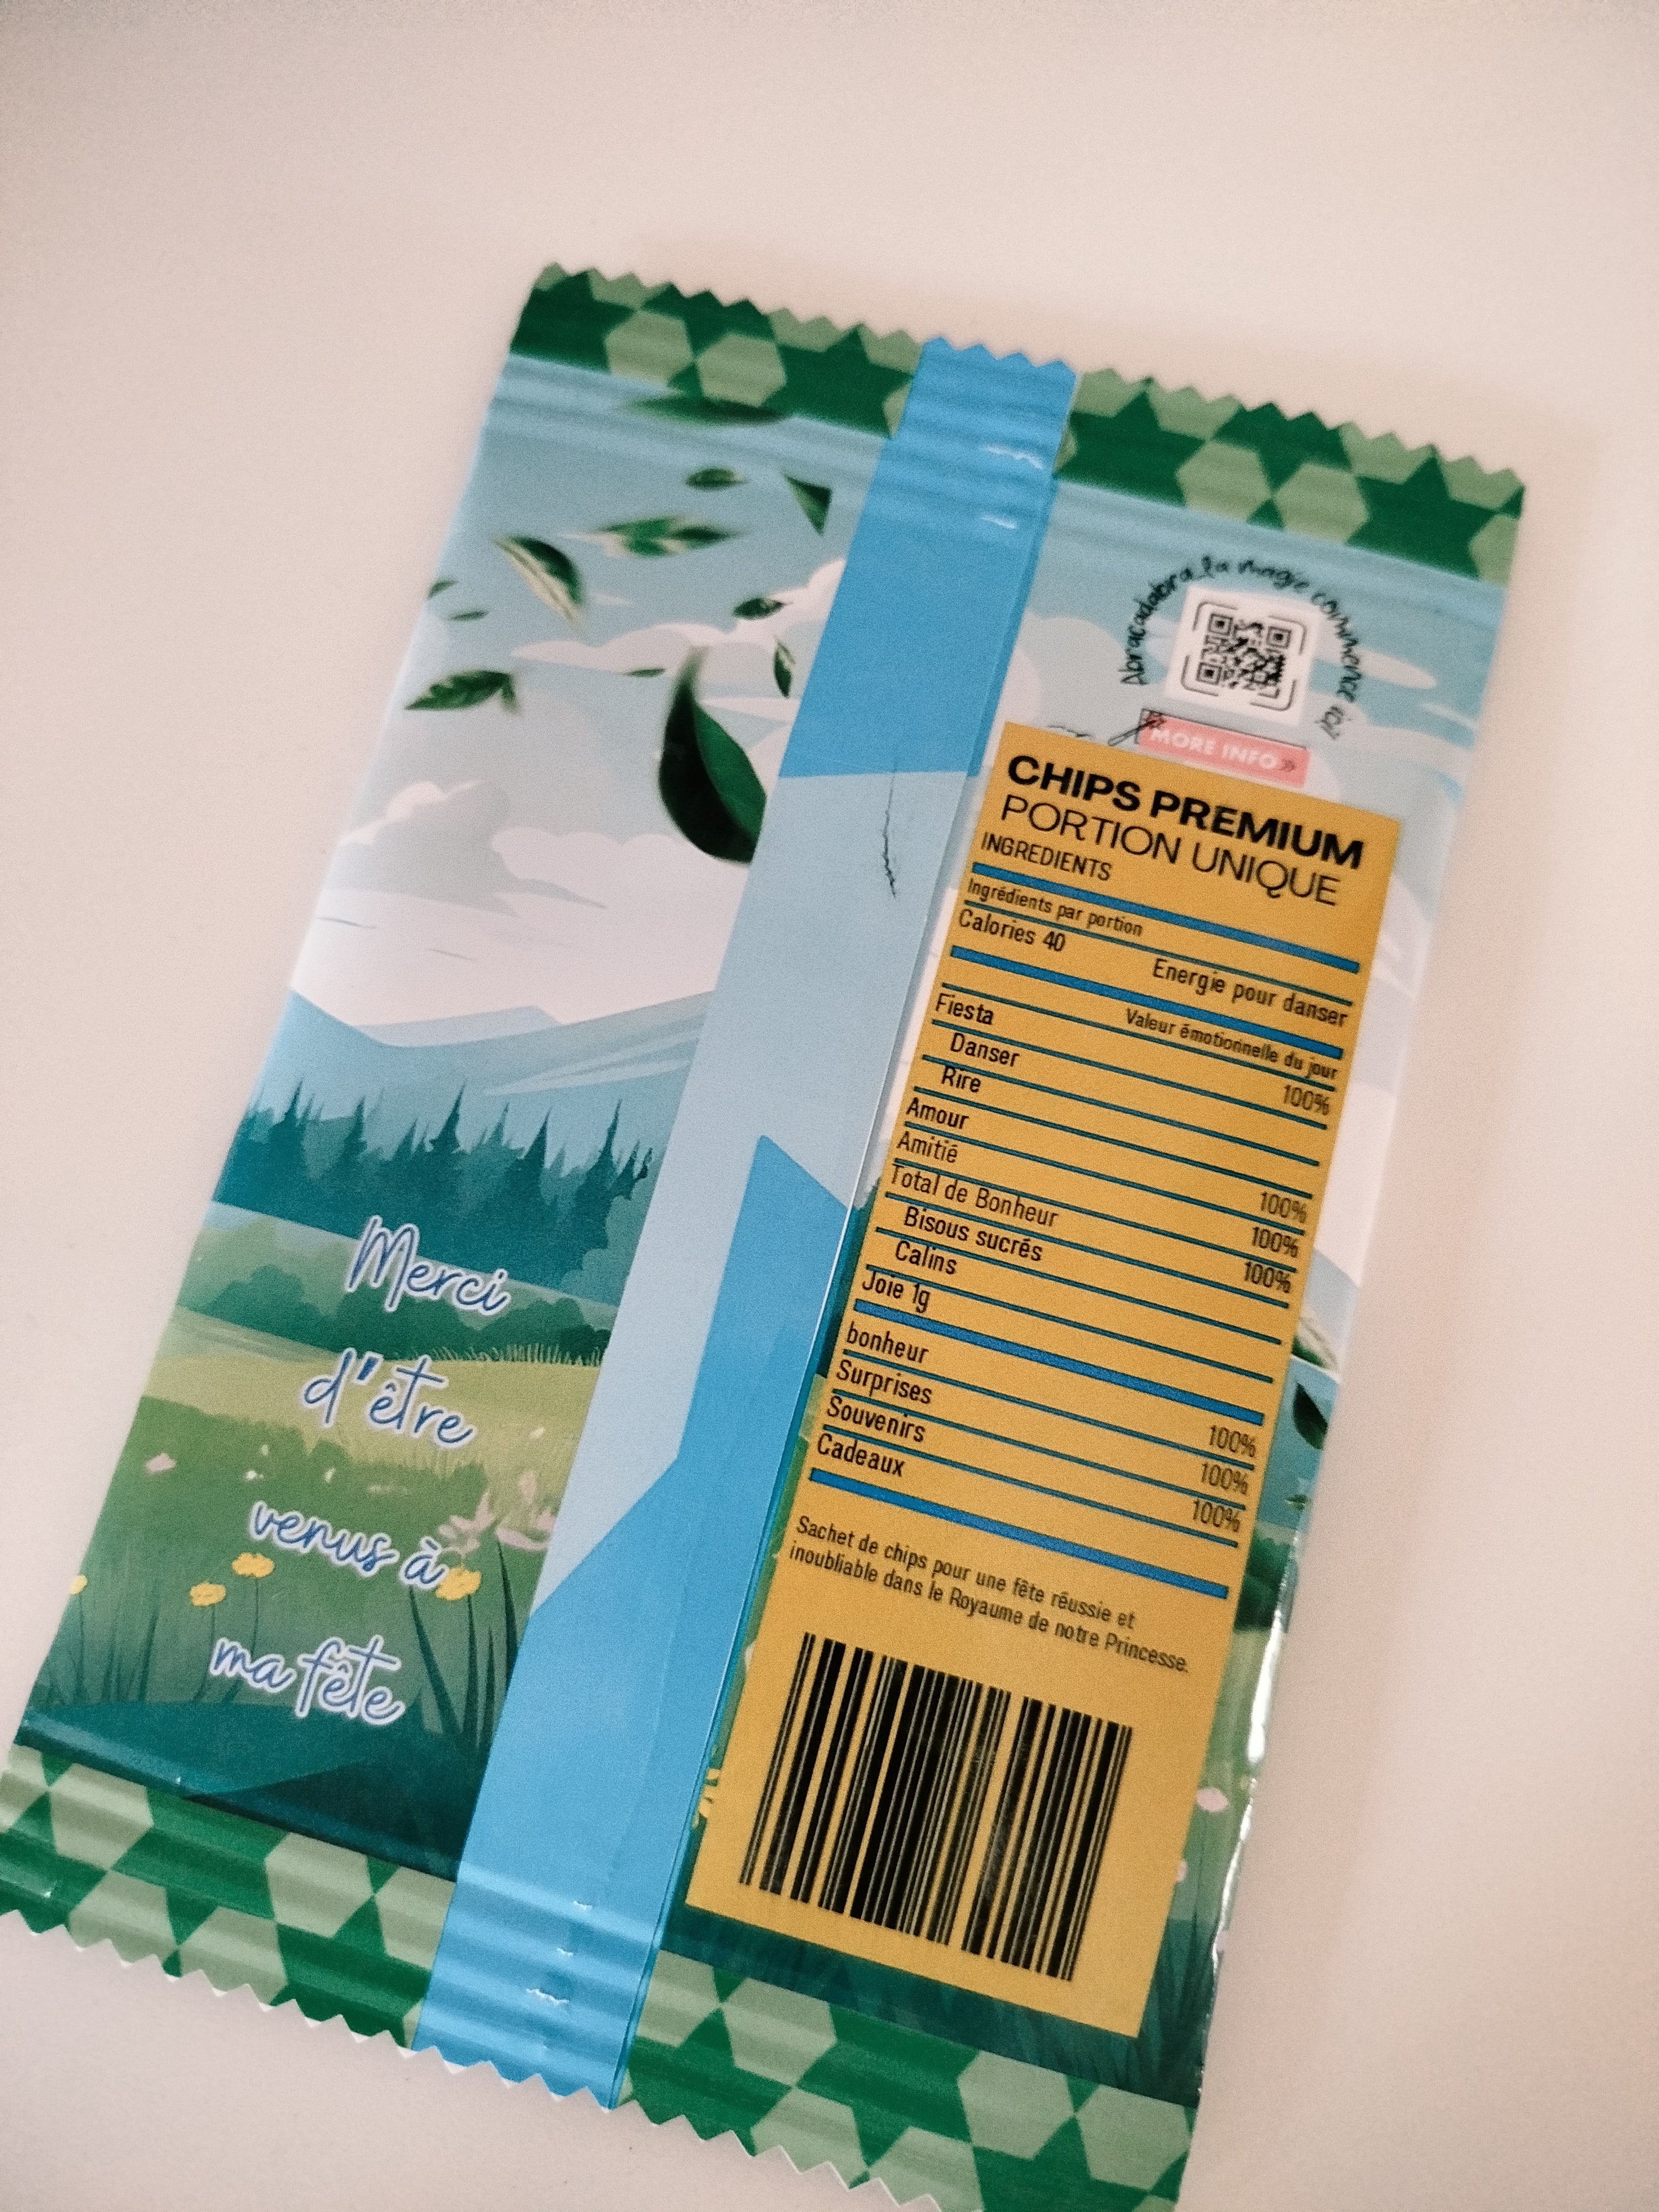 Abracadabra, la magie commence ici?
MORE INFO »
CHIPS PREMIUM
PORTION UNIQUE
INGREDIENTS
Ingrédients par portion
Calories 40 Energie pour danser
Valeur émotionnelle du jour
Fiesta 100%
Danser
Rire
Amour 100%
Amitié 100%
Total de Bonheur 100%
Bisous sucrés
Calins
Joie 1g
bonheur 100%
Surprises 100%
Souvenirs 100%
Cadeaux
Sachet de chips pour une fête réussie et
inoubliable dans le Royaume de notre Princesse.
Merci
d'être
venus à
ma fête